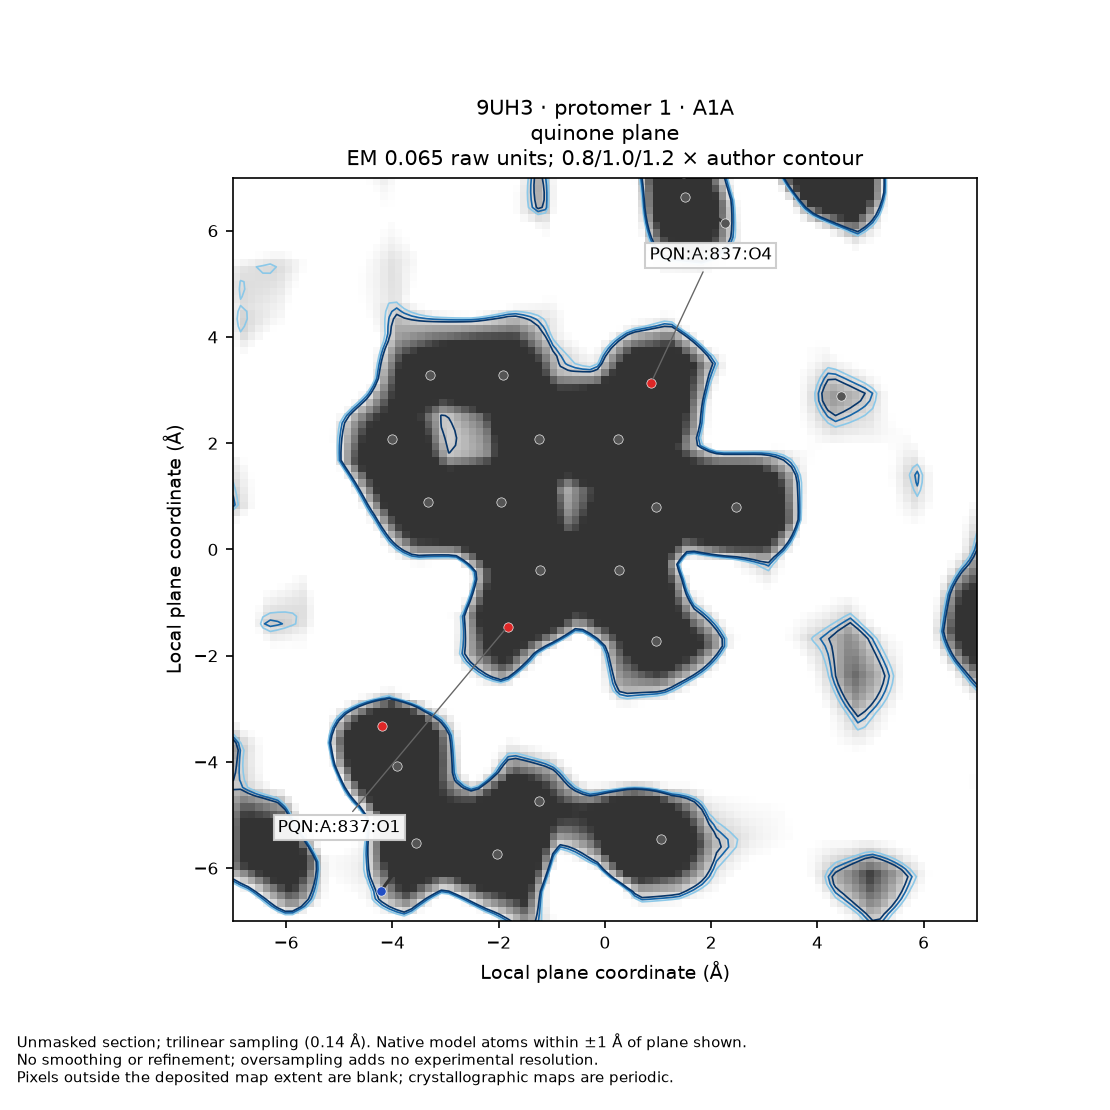 9UH3 · protomer 1 · A1A
quinone plane
EM 0.065 raw units; 0.8/1.0/1.2 × author contour
6
4
2
0
−2
−4
−6
Local plane coordinate (Å)
PQN:A:837:O4
PQN:A:837:O1
−6
−4
−2
0
2
4
6
Local plane coordinate (Å)
Unmasked section; trilinear sampling (0.14 Å). Native model atoms within ±1 Å of plane shown.
No smoothing or refinement; oversampling adds no experimental resolution.
Pixels outside the deposited map extent are blank; crystallographic maps are periodic.